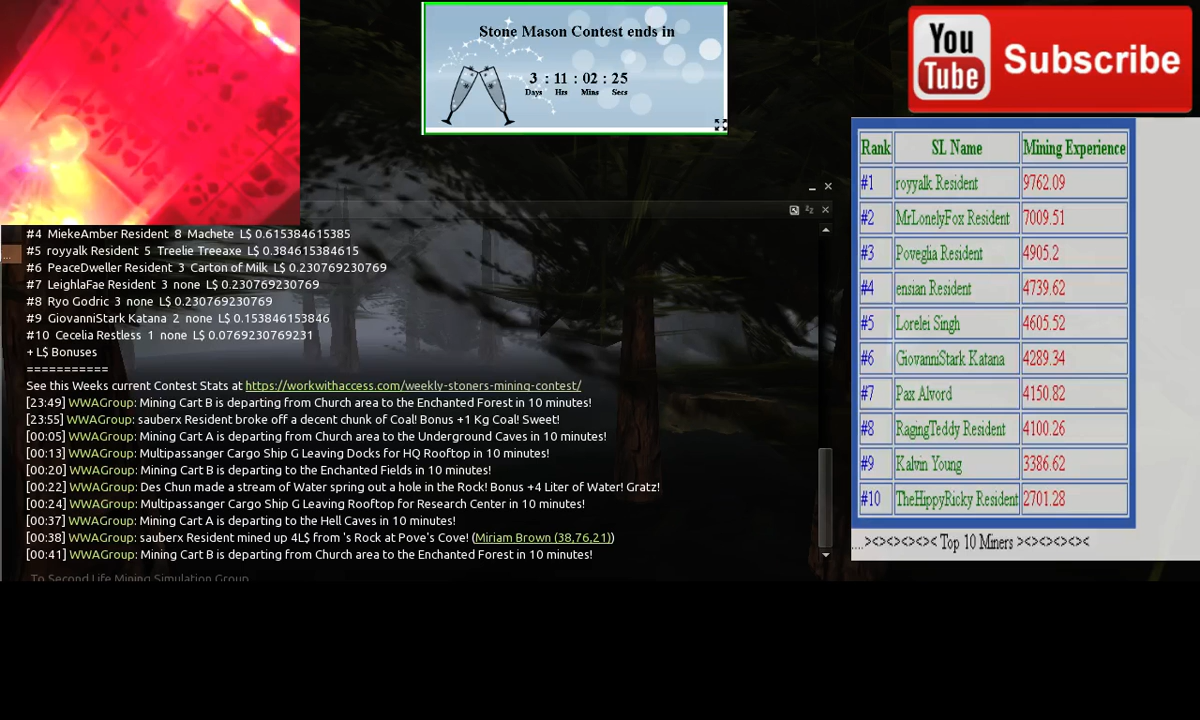 Stone Mason Contest ends in
3 : 11 : 02 : 25
Days Hrs Mins Secs
You Tube Subscribe
#4 MiekeAmber Resident 8 Machete L$ 0.615384615385
#5 royyalk Resident 5 Treelie Treeaxe L$ 0.384615384615
#6 PeaceDweller Resident 3 Carton of Milk L$ 0.230769230769
#7 LeighlaFae Resident 3 none L$ 0.230769230769
#8 Ryo Godric 3 none L$ 0.230769230769
#9 GiovanniStark Katana 2 none L$ 0.153846153846
#10 Cecelia Restless 1 none L$ 0.0769230769231
+ L$ Bonuses
===========
See this Weeks current Contest Stats at https://workwithaccess.com/weekly-stoners-mining-contest/
[23:49] WWAGroup: Mining Cart B is departing from Church area to the Enchanted Forest in 10 minutes!
[23:55] WWAGroup: sauberx Resident broke off a decent chunk of Coal! Bonus +1 Kg Coal! Sweet!
[00:05] WWAGroup: Mining Cart A is departing from Church area to the Underground Caves in 10 minutes!
[00:13] WWAGroup: Multipassanger Cargo Ship G Leaving Docks for HQ Rooftop in 10 minutes!
[00:20] WWAGroup: Mining Cart B is departing to the Enchanted Fields in 10 minutes!
[00:22] WWAGroup: Des Chun made a stream of Water spring out a hole in the Rock! Bonus +4 Liter of Water! Gratz!
[00:24] WWAGroup: Multipassanger Cargo Ship G Leaving Rooftop for Research Center in 10 minutes!
[00:37] WWAGroup: Mining Cart A is departing to the Hell Caves in 10 minutes!
[00:38] WWAGroup: sauberx Resident mined up 4L$ from 's Rock at Pove's Cove! (Miriam Brown (38,76,21))
[00:41] WWAGroup: Mining Cart B is departing from Church area to the Enchanted Forest in 10 minutes!
To Second Life Mining Simulation Group
Rank SL Name Mining Experience
#1 royyalk Resident 9762.09
#2 MrLonelyFox Resident 7009.51
#3 Poveglia Resident 4905.2
#4 ensian Resident 4739.62
#5 Lorelei Singh 4605.52
#6 GiovanniStark Katana 4289.34
#7 Pax Alvord 4150.82
#8 RagingTeddy Resident 4100.26
#9 Kalvin Young 3386.62
#10 TheHippyRicky Resident 2701.28
....><><><><>< Top 10 Miners ><><><><><